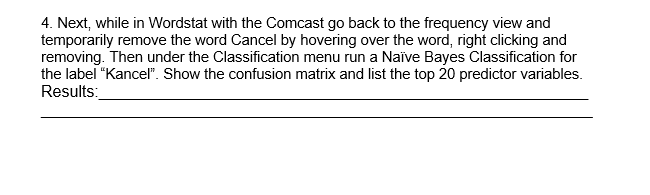 4. Next, while in Wordstat with the Comcast go back to the frequency view and
temporarily remove the word Cancel by hovering over the word, right clicking and
removing. Then under the Classification menu run a Naïve Bayes Classification for
the label “Kancel”. Show the confusion matrix and list the top 20 predictor variables.
Results: